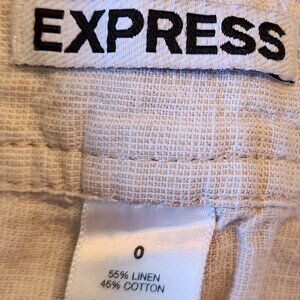 EXPRESS
0
55% LINEN
45% COTTON